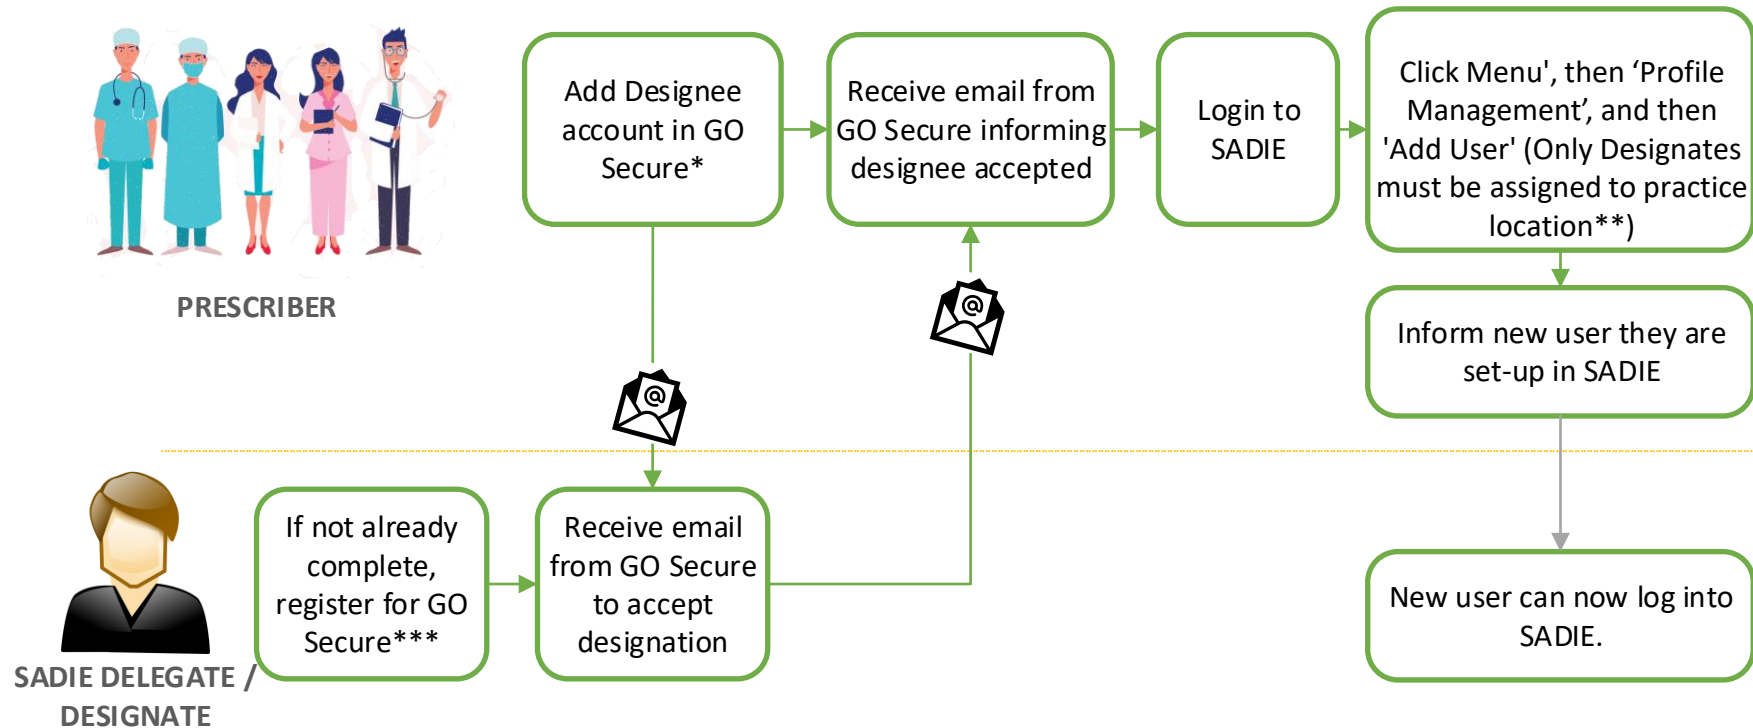 Add Designee
account in GO
Secure*
Receive email from
GO Secure informing
designee accepted
Login to
SADIE
Click Menu', then ‘Profile
Management’, and then
'Add User' (Only Designates
must be assigned to practice
location**)
PRESCRIBER
Inform new user they are
set-up in SADIE
If not already
complete,
register for GO
Secure***
Receive email
from GO Secure
to accept
designation
New user can now log into
SADIE.
SADIE DELEGATE /
DESIGNATE